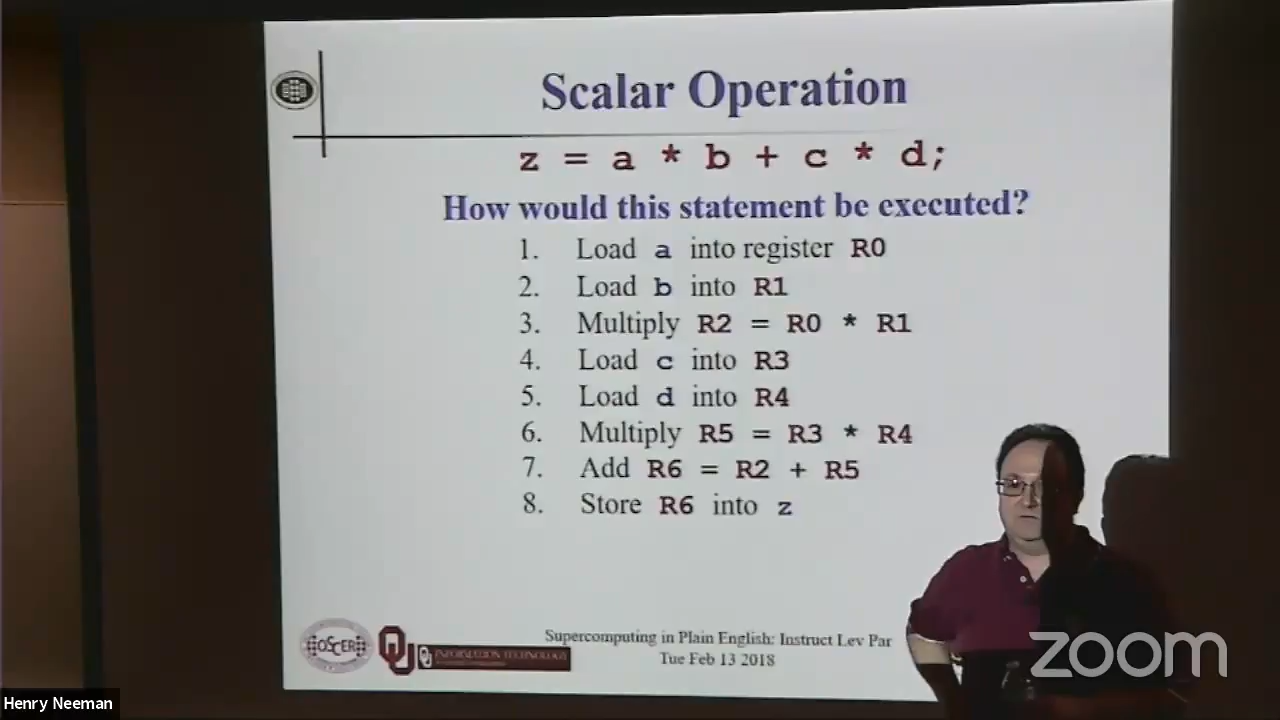 Scalar Operation
z = a * b + c * d;
How would this statement be executed?
1. Load a into register R0
2. Load b into R1
3. Multiply R2 = R0 * R1
4. Load c into R3
5. Load d into R4
6. Multiply R5 = R3 * R4
7. Add R6 = R2 + R5
8. Store R6 into z
OSCER
INFORMATION TECHNOLOGY
Supercomputing in Plain English: Instruct Lev Par
Tue Feb 13 2018
zoom
Henry Neeman